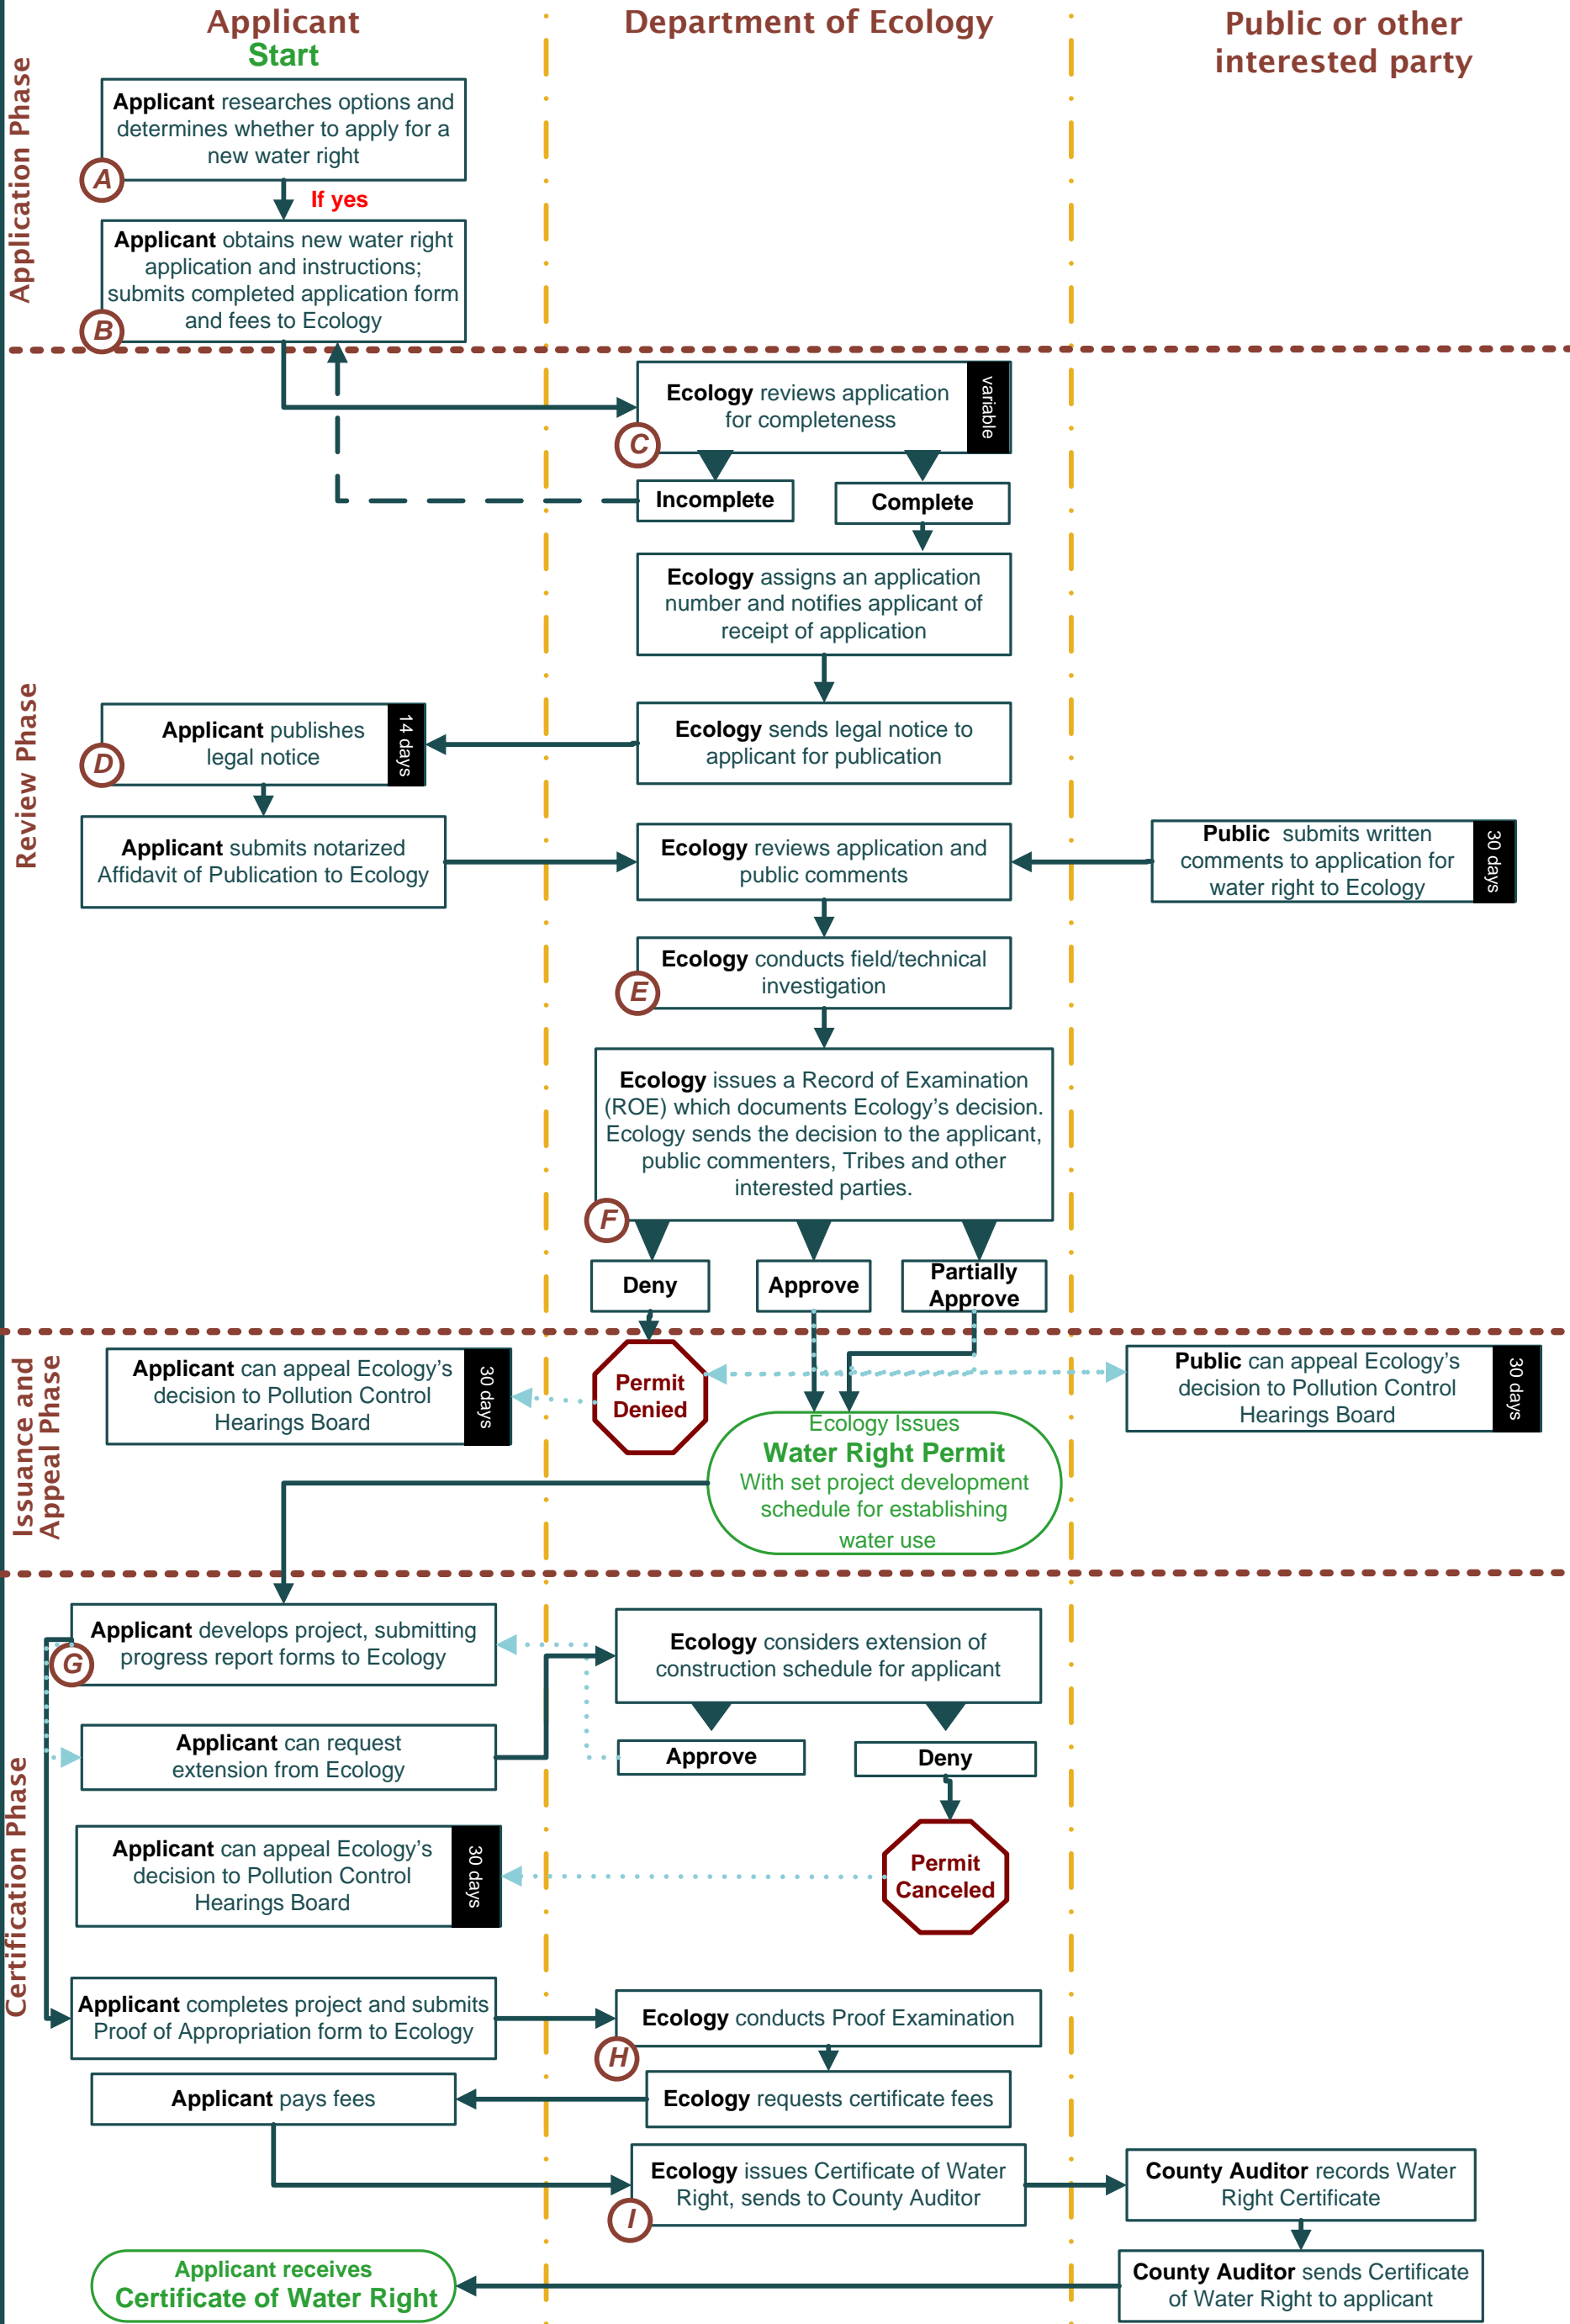 Applicant
Start
Department of Ecology
Public or other
interested party
Application Phase
Applicant researches options and
determines whether to apply for a
new water right
A
If yes
Applicant obtains new water right
application and instructions;
submits completed application form
and fees to Ecology
B
Review Phase
Ecology reviews application
for completeness
variable
C
Incomplete
Complete
Ecology assigns an application
number and notifies applicant of
receipt of application
Ecology sends legal notice to
applicant for publication
Applicant publishes
legal notice
14 days
D
Applicant submits notarized
Affidavit of Publication to Ecology
Ecology reviews application and
public comments
Public submits written
comments to application for
water right to Ecology
30 days
Ecology conducts field/technical
investigation
E
Ecology issues a Record of Examination
(ROE) which documents Ecology's decision.
Ecology sends the decision to the applicant,
public commenters, Tribes and other
interested parties.
F
Deny
Approve
Partially
Approve
Issuance and
Appeal Phase
Applicant can appeal Ecology's
decision to Pollution Control
Hearings Board
30 days
Permit
Denied
Public can appeal Ecology's
decision to Pollution Control
Hearings Board
30 days
Ecology Issues
Water Right Permit
With set project development
schedule for establishing
water use
Certification Phase
Applicant develops project, submitting
progress report forms to Ecology
G
Ecology considers extension of
construction schedule for applicant
Applicant can request
extension from Ecology
Approve
Deny
Applicant can appeal Ecology's
decision to Pollution Control
Hearings Board
30 days
Permit
Canceled
Applicant completes project and submits
Proof of Appropriation form to Ecology
Ecology conducts Proof Examination
H
Applicant pays fees
Ecology requests certificate fees
Ecology issues Certificate of Water
Right, sends to County Auditor
I
County Auditor records Water
Right Certificate
County Auditor sends Certificate
of Water Right to applicant
Applicant receives
Certificate of Water Right